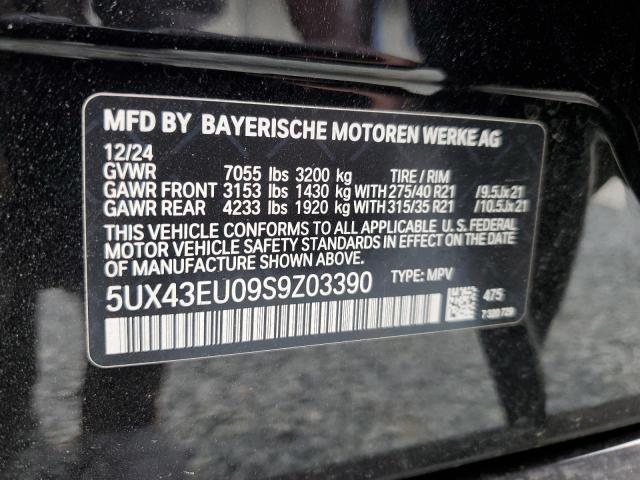 MFD BY BAYERISCHE MOTOREN WERKE AG
12/24
GVWR 7055 lbs 3200 kg TIRE / RIM
GAWR FRONT 3153 lbs 1430 kg WITH 275/40 R21 /9.5Jx21
GAWR REAR 4233 lbs 1920 kg WITH 315/35 R21 /10.5Jx21
THIS VEHICLE CONFORMS TO ALL APPLICABLE U.S. FEDERAL
MOTOR VEHICLE SAFETY STANDARDS IN EFFECT ON THE DATE
OF MANUFACTURE SHOWN ABOVE.
5UX43EU09S9Z03390 TYPE: MPV
475